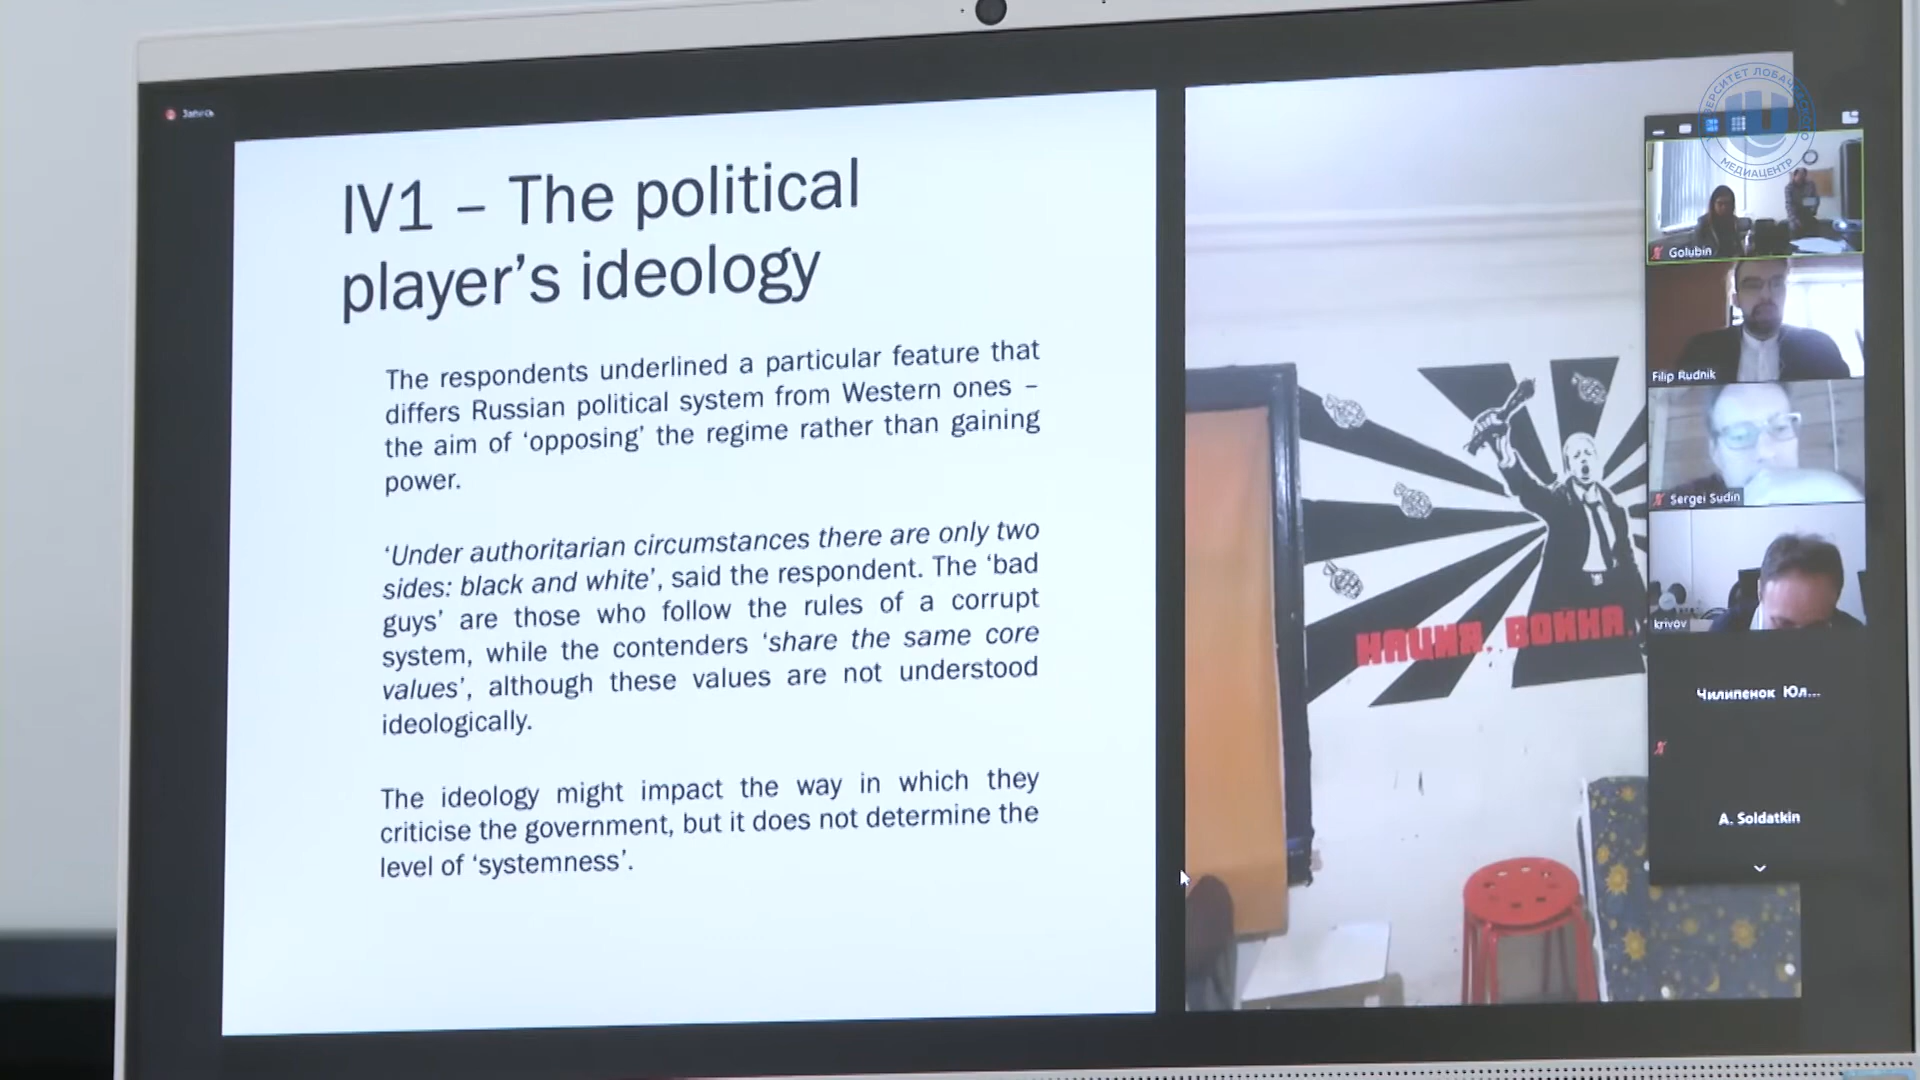 Запись
IV1 – The political
player's ideology
The respondents underlined a particular feature that
differs Russian political system from Western ones –
the aim of 'opposing' the regime rather than gaining
power.
'Under authoritarian circumstances there are only two
sides: black and white', said the respondent. The 'bad
guys' are those who follow the rules of a corrupt
system, while the contenders 'share the same core
values', although these values are not understood
ideologically.
The ideology might impact the way in which they
criticise the government, but it does not determine the
level of 'systemness'.
НАЦИЯ. ВОЙНА.
Golubin
Filip Rudnik
Sergei Sudin
krivov
Чилипенок Юл...
A. Soldatkin
МЕДИАЦЕНТР